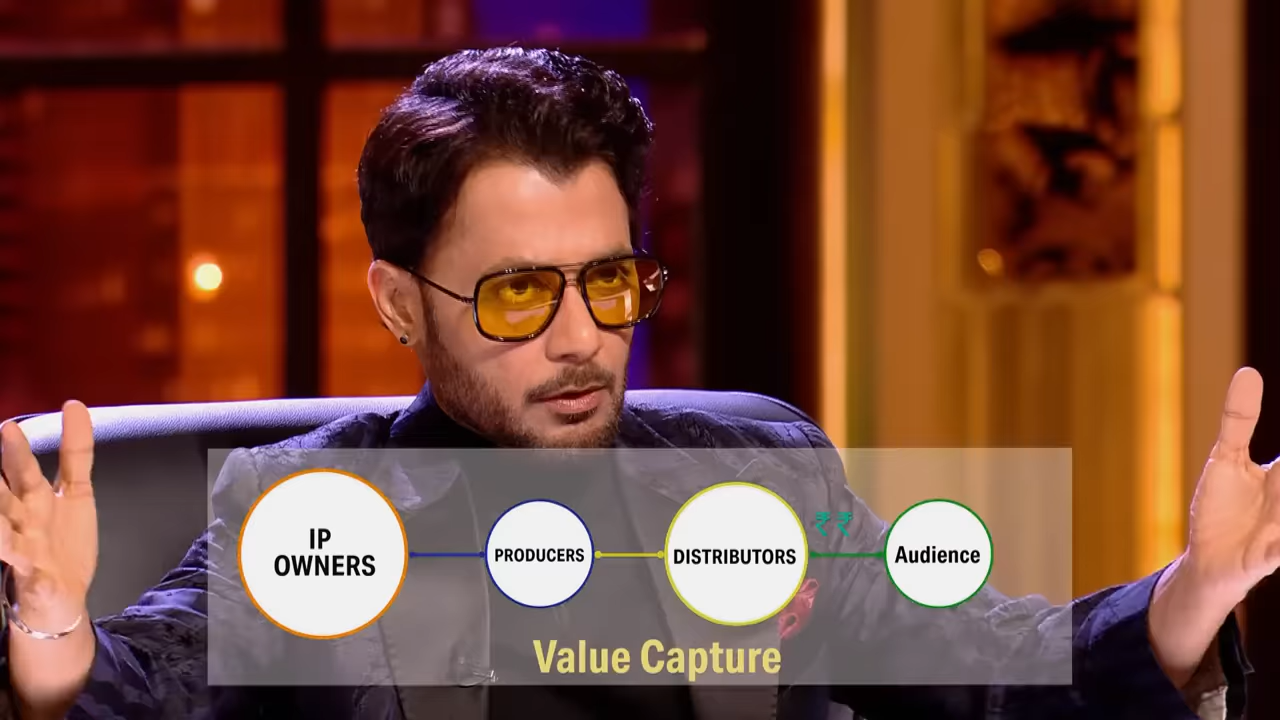 IP
OWNERS
PRODUCERS
DISTRIBUTORS
₹₹
Audience
Value Capture